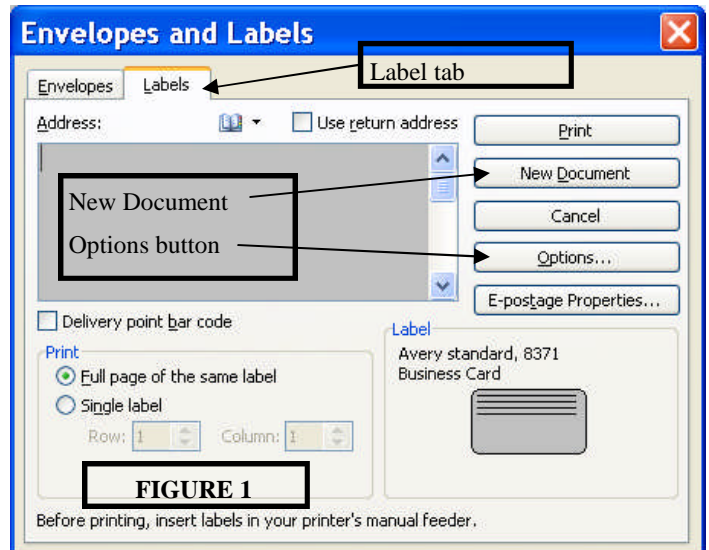 Envelopes and Labels
Label tab
Envelopes Labels
Address:
Use return address
Print
New Document
New Document
Options button
Cancel
Options...
E-postage Properties...
Delivery point bar code
Print
Full page of the same label
Single label
Row: 1 Column: 1
Label
Avery standard, 8371
Business Card
FIGURE 1
Before printing, insert labels in your printer's manual feeder.